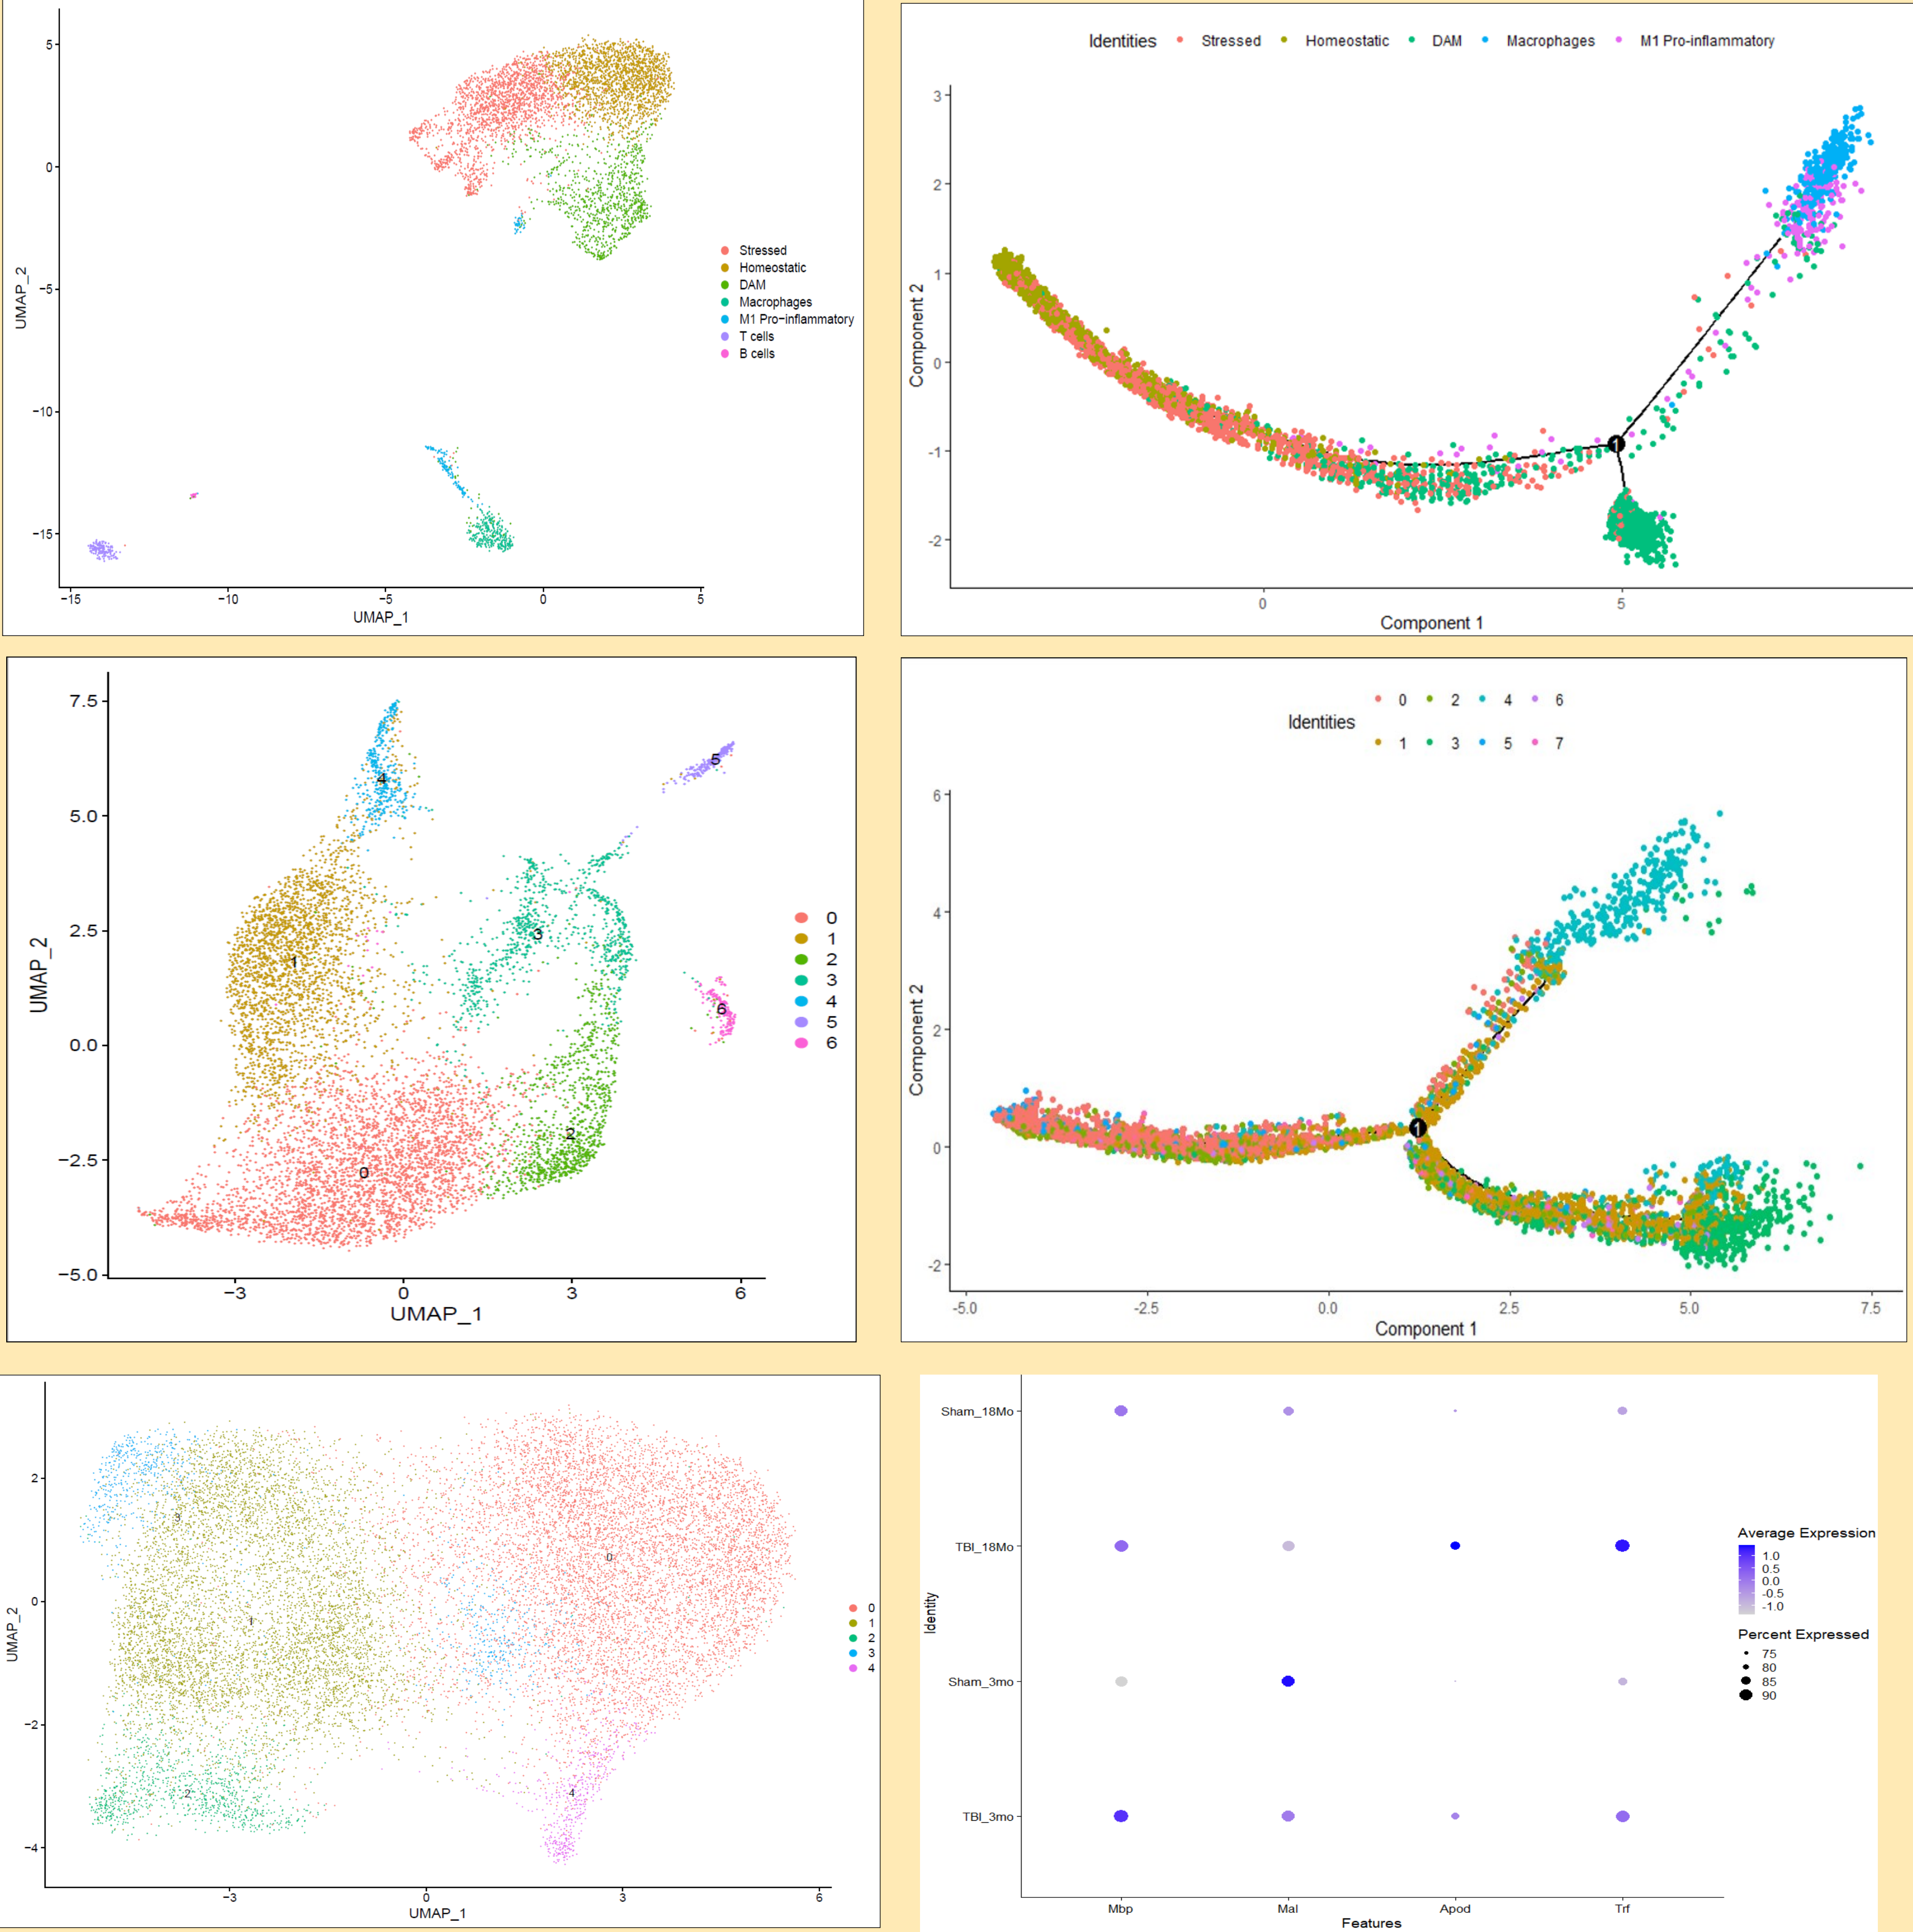 5
0
−5
−10
−15
UMAP_2
−15 −10 −5 0 5
UMAP_1
Stressed
Homeostatic
DAM
Macrophages
M1 Pro−inflammatory
T cells
B cells
Identities Stressed Homeostatic DAM Macrophages M1 Pro-inflammatory
3
2
1
0
-1
-2
Component 2
1
0 5
Component 1
7.5
5.0
2.5
0.0
−2.5
−5.0
UMAP_2
4
5
3
1
6
2
0
−3 0 3 6
UMAP_1
0
1
2
3
4
5
6
Identities
0 2 4 6
1 3 5 7
6
4
2
0
-2
Component 2
1
-5.0 -2.5 0.0 2.5 5.0 7.5
Component 1
2
0
−2
−4
UMAP_2
3
0
1
2
4
−3 0 3 6
UMAP_1
0
1
2
3
4
Sham_18Mo
TBI_18Mo
Sham_3mo
TBI_3mo
Identity
Mbp Mal Apod Trf
Features
Average Expression
1.0
0.5
0.0
-0.5
-1.0
Percent Expressed
75
80
85
90